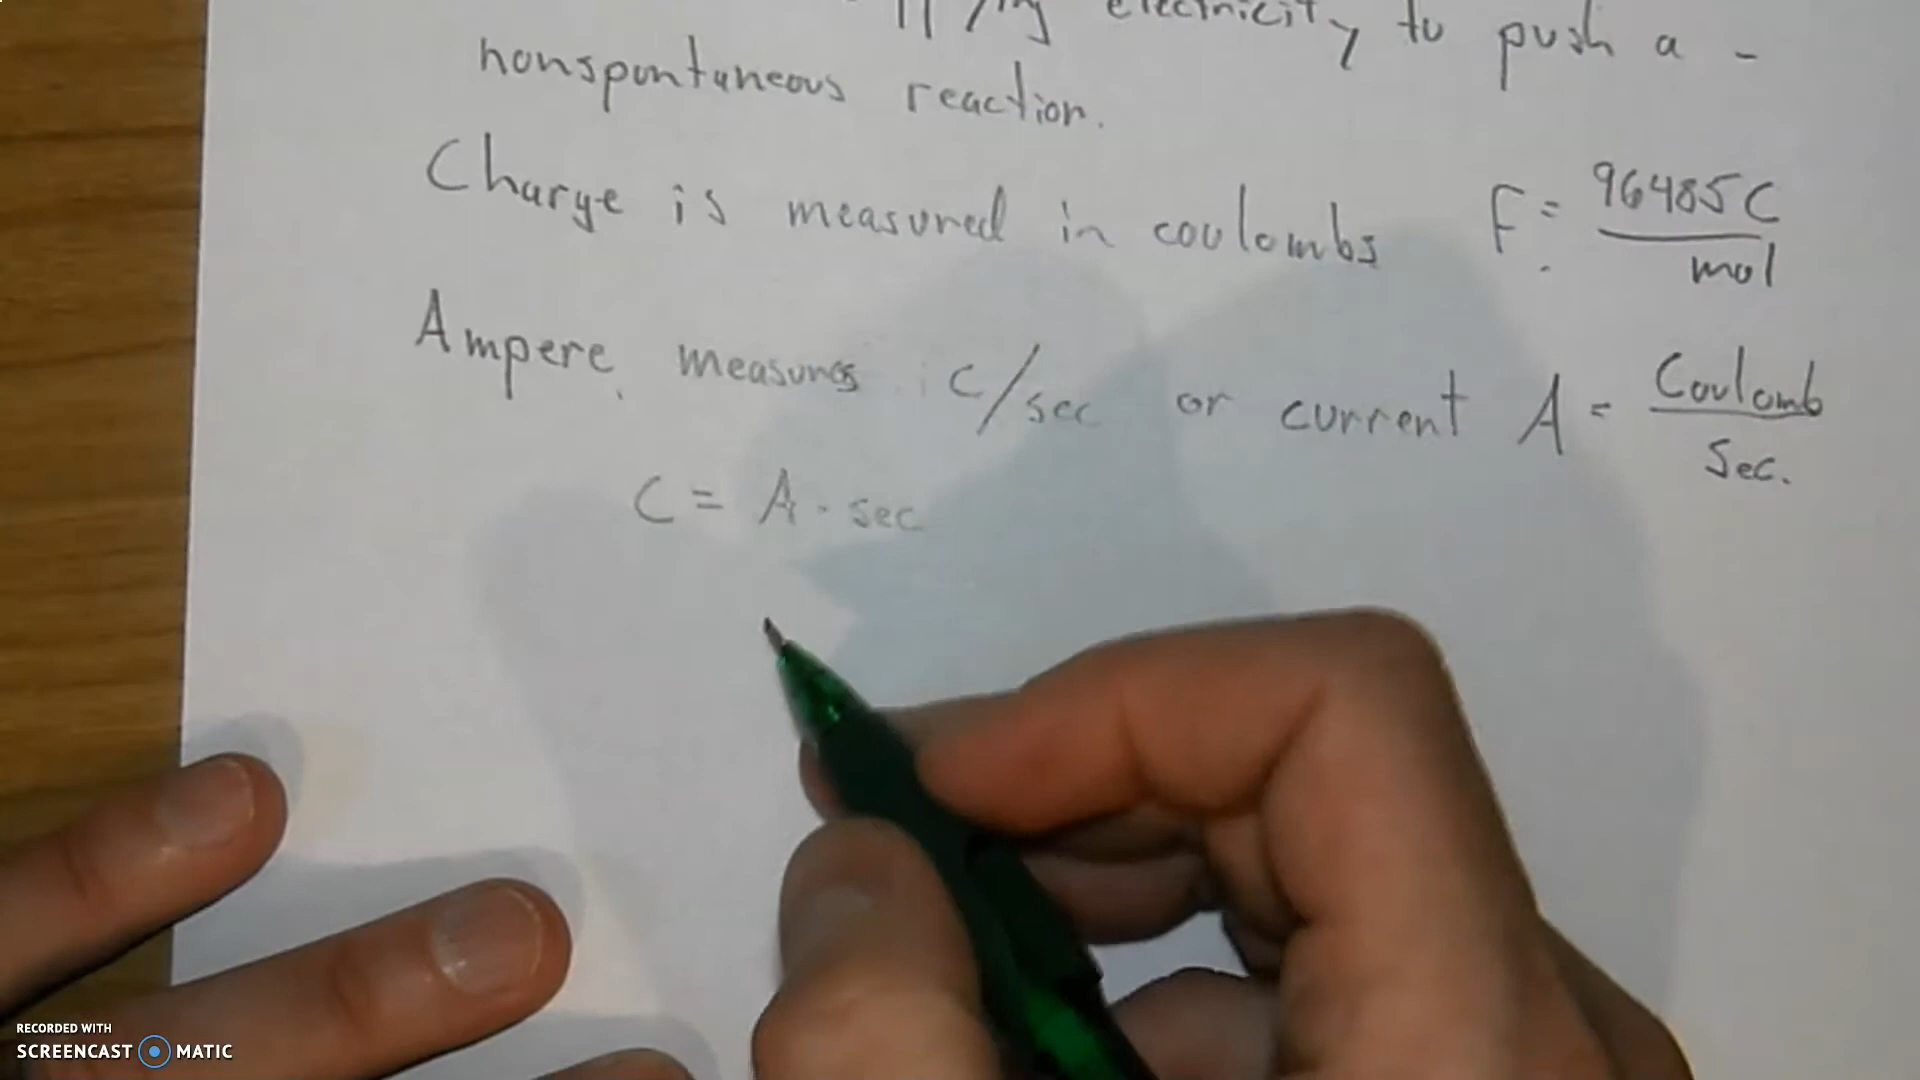 electricity to push a -
nonspontaneous reaction.
Charge is measured in coulombs F = 96485 C / mol
Ampere measures C/sec or current A = Coulomb / Sec.
C = A · sec
RECORDED WITH
SCREENCAST MATIC